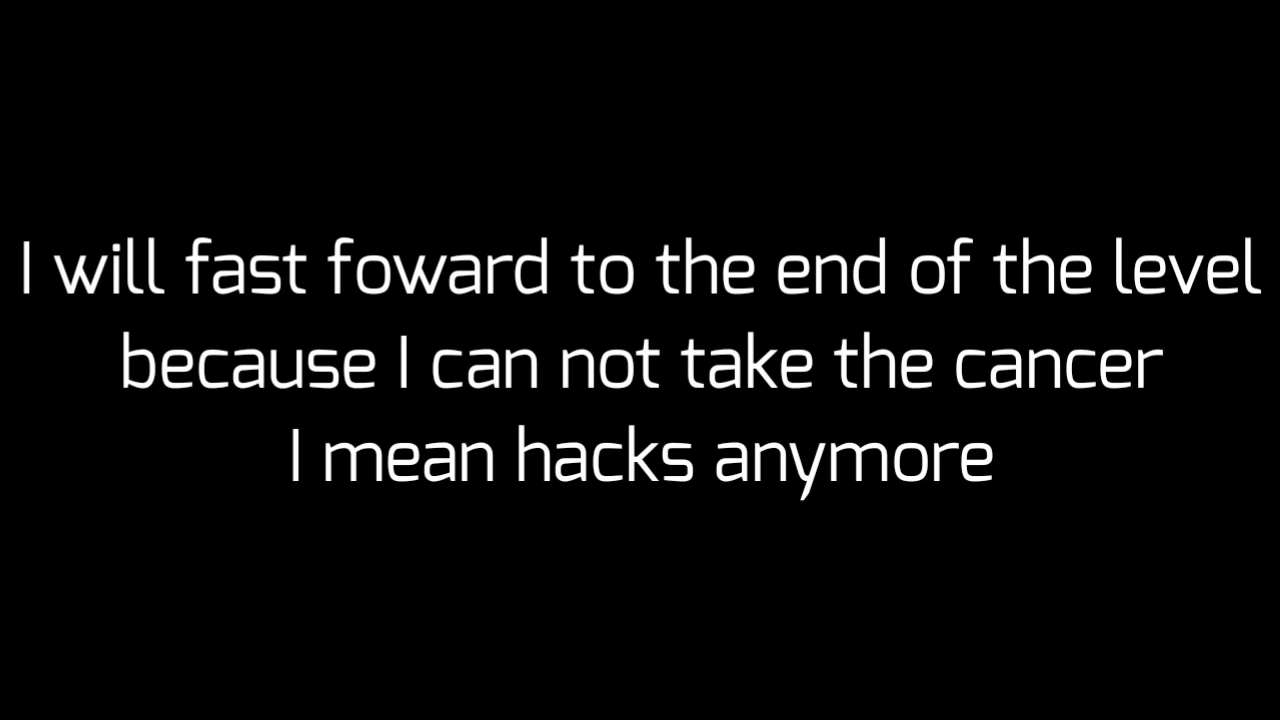 I will fast foward to the end of the level
because I can not take the cancer
I mean hacks anymore